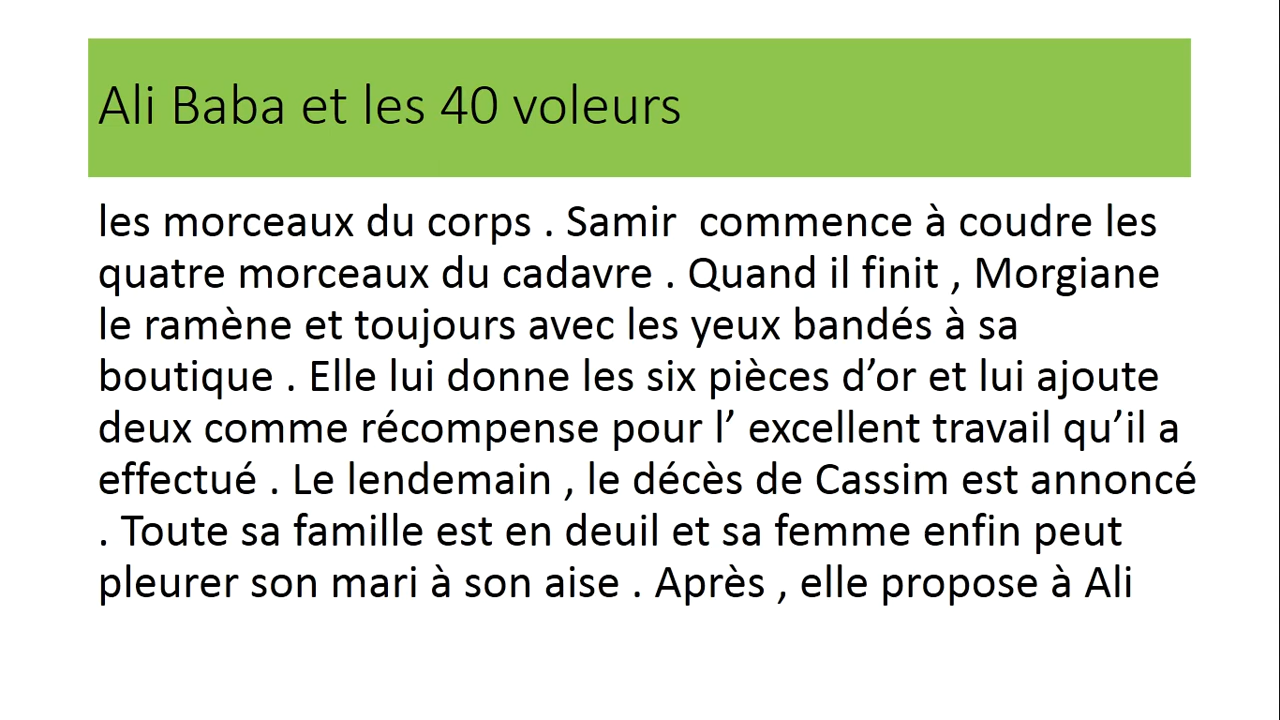 Ali Baba et les 40 voleurs
les morceaux du corps . Samir  commence à coudre les
quatre morceaux du cadavre . Quand il finit , Morgiane
le ramène et toujours avec les yeux bandés à sa
boutique . Elle lui donne les six pièces d’or et lui ajoute
deux comme récompense pour l’ excellent travail qu’il a
effectué . Le lendemain , le décès de Cassim est annoncé
. Toute sa famille est en deuil et sa femme enfin peut
pleurer son mari à son aise . Après , elle propose à Ali